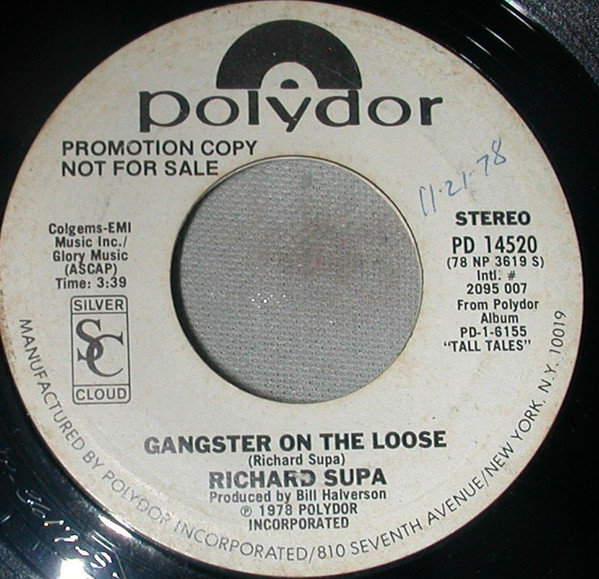 polydor
PROMOTION COPY
NOT FOR SALE
11-21-78
Colgems-EMI
Music Inc./
Glory Music
(ASCAP)
Time: 3:39
SILVER
SC
CLOUD
STEREO
PD 14520
(78 NP 3619 S)
Intl. #
2095 007
From Polydor
Album
PD-1-6155
"TALL TALES"
GANGSTER ON THE LOOSE
(Richard Supa)
RICHARD SUPA
Produced by Bill Halverson
℗ 1978 POLYDOR
INCORPORATED
MANUFACTURED BY POLYDOR INCORPORATED/810 SEVENTH AVENUE/NEW YORK, N.Y. 10019